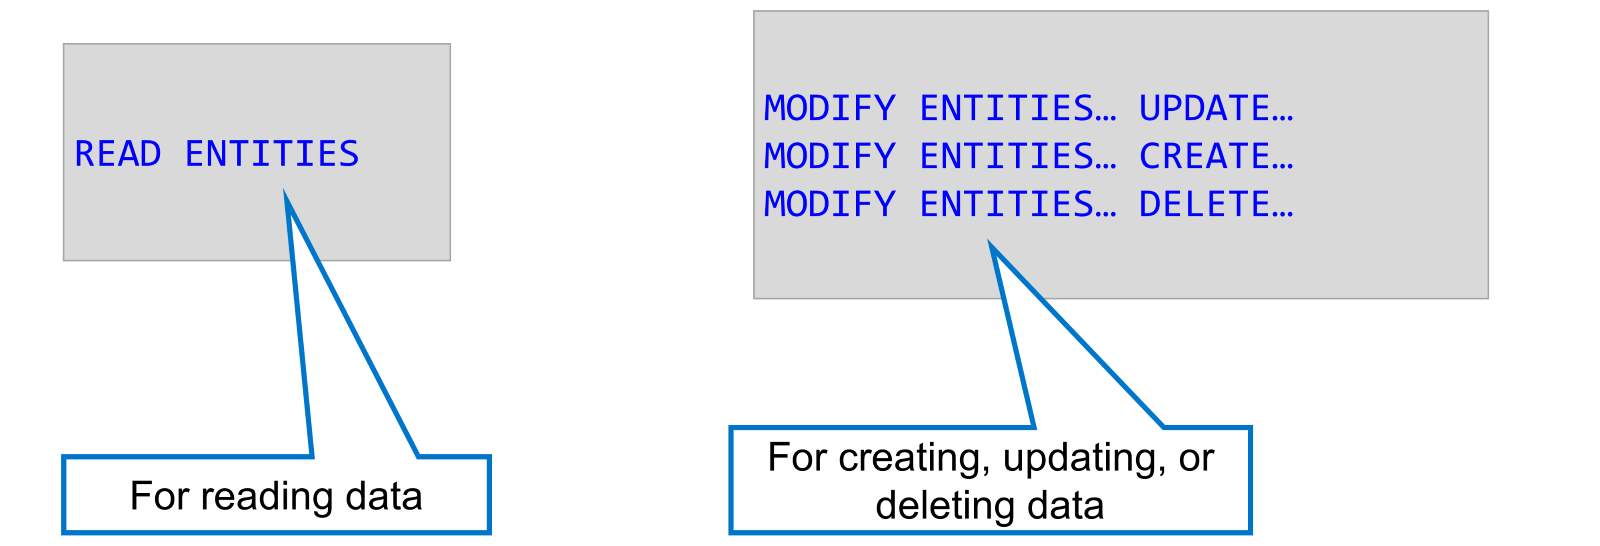 READ ENTITIES
MODIFY ENTITIES… UPDATE…
MODIFY ENTITIES… CREATE…
MODIFY ENTITIES… DELETE…
For reading data
For creating, updating, or
deleting data